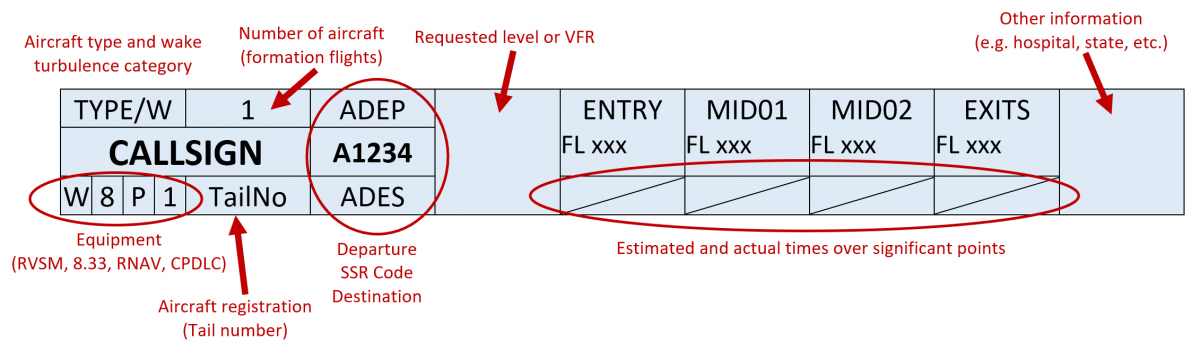 Aircraft type and wake
turbulence category
Number of aircraft
(formation flights)
Requested level or VFR
Other information
(e.g. hospital, state, etc.)
TYPE/W 1 ADEP ENTRY MID01 MID02 EXITS
FL xxx FL xxx FL xxx FL xxx
CALLSIGN A1234
W 8 P 1 TailNo ADES
Equipment
(RVSM, 8.33, RNAV, CPDLC)
Aircraft registration
(Tail number)
Departure
SSR Code
Destination
Estimated and actual times over significant points